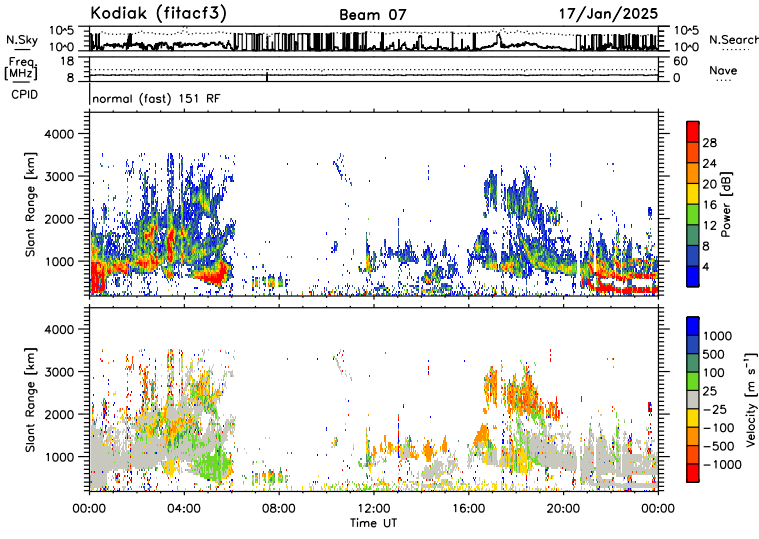 Kodiak (fitacf3) Beam 07 17/Jan/2025
N.Sky 10^5 10^0 10^5 10^0 N.Search
Freq. [MHz] 18 8 60 0 Nave
CPID normal (fast) 151 RF
Slant Range [km] 4000 3000 2000 1000
28 24 20 16 12 8 4 Power [dB]
Slant Range [km] 4000 3000 2000 1000
1000 500 100 25 −25 −100 −500 −1000 Velocity [m s⁻¹]
00:00 04:00 08:00 12:00 16:00 20:00 00:00
Time UT